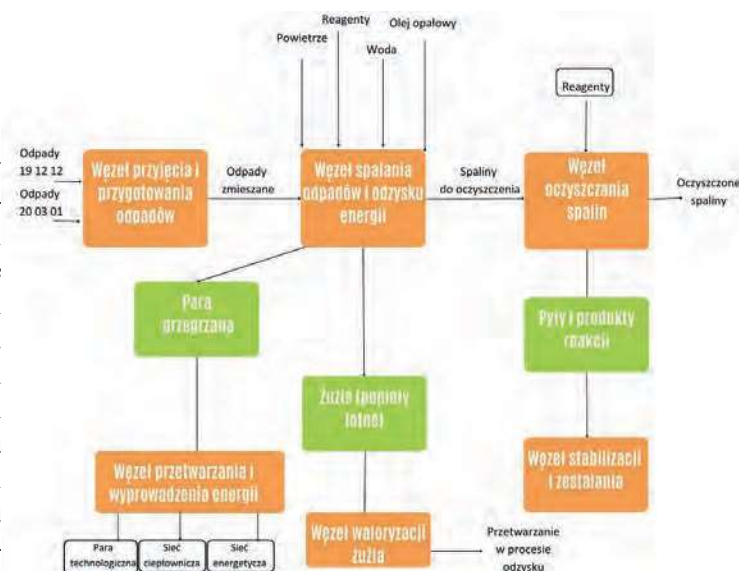 Reagenty
Olej opałowy
Powietrze
Woda
Reagenty
Odpady
19 12 12
Odpady
20 03 01
Węzeł przyjęcia i
przygotowania
odpadów
Odpady
zmieszane
Węzeł spalania
odpadów i odzysku
energii
Spaliny
do oczyszczenia
Węzeł
oczyszczania
spalin
Oczyszczone
spaliny
Para
przegrzana
Pyły i produkty
reakcji
Żużle (popioły
lotne)
Węzeł przetwarzania i
wyprowadzenia energii
Węzeł stabilizacji
i zestalania
Para
technologiczna
Sieć
ciepłownicza
Sieć
energetycza
Węzeł waloryzacji
żużla
Przetwarzanie
w procesie
odzysku